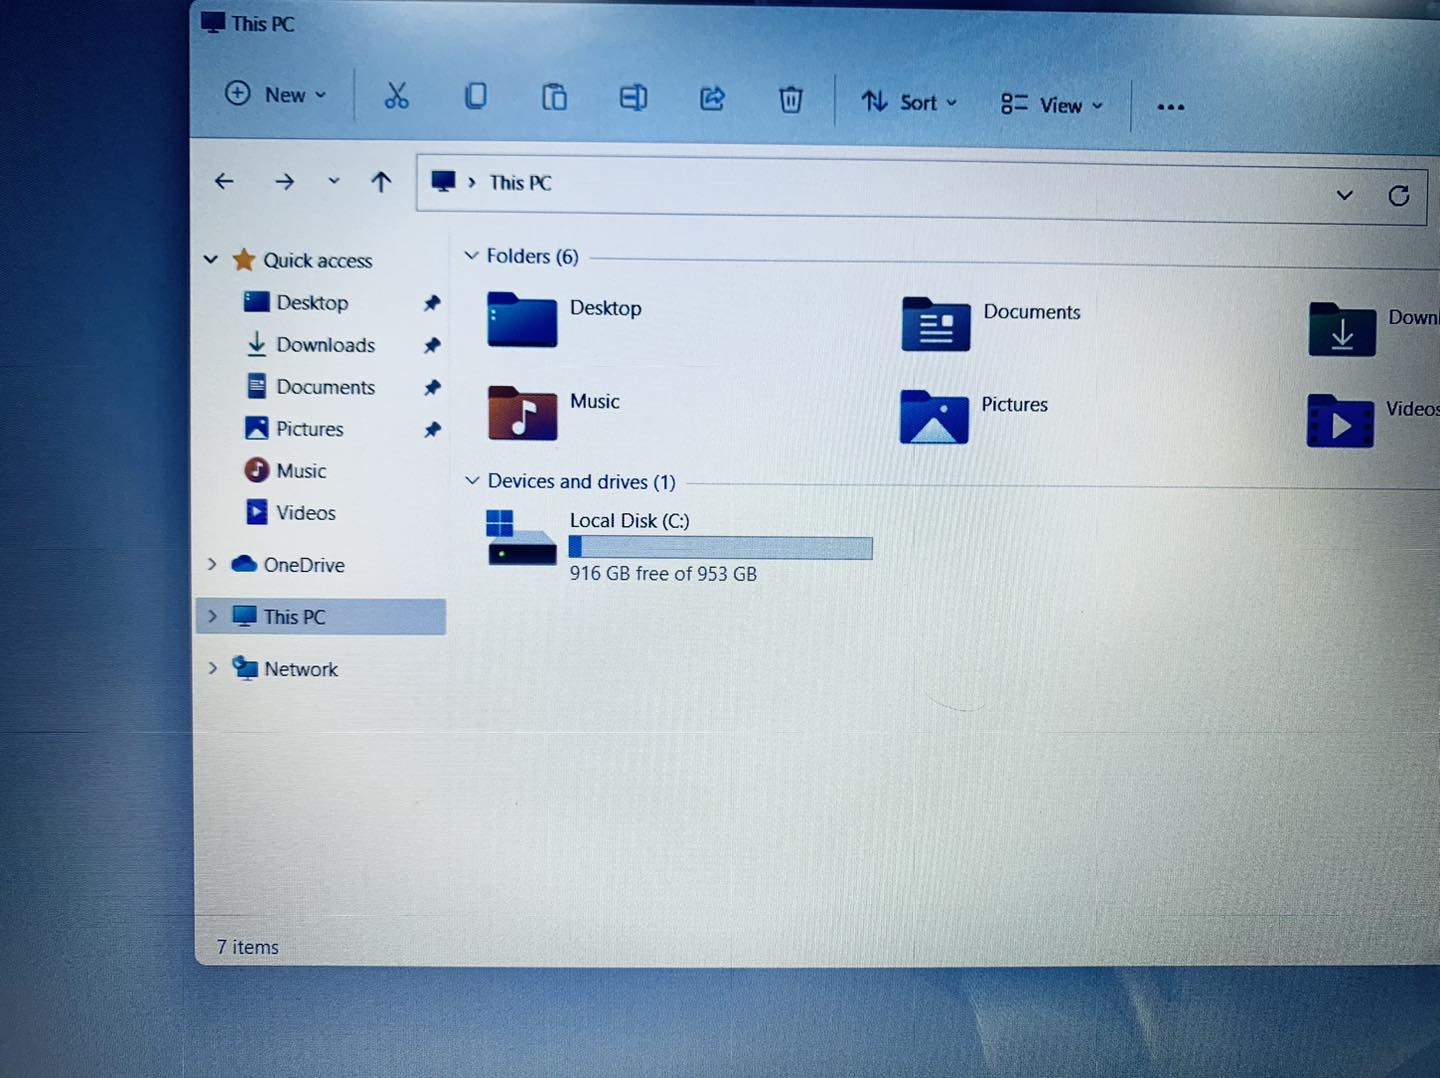 This PC
New
Sort
View
This PC
Quick access
Desktop
Downloads
Documents
Pictures
Music
Videos
OneDrive
This PC
Network
Folders (6)
Desktop
Documents
Downl
Music
Pictures
Videos
Devices and drives (1)
Local Disk (C:)
916 GB free of 953 GB
7 items